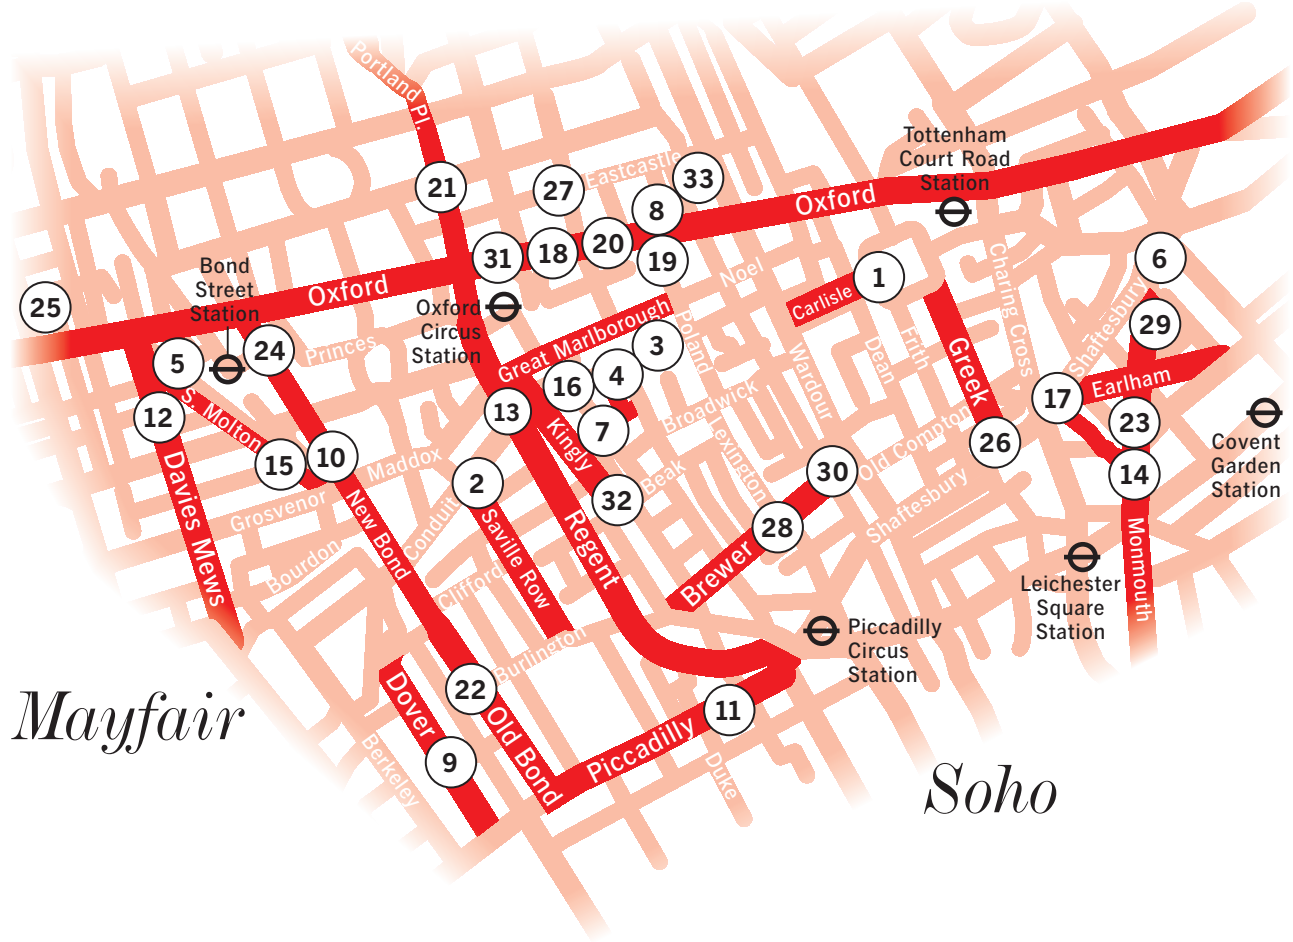 Portland Pl.
Tottenham
Court Road
Station
Eastcastle
33
21
27
8
Oxford
20
31
18
19
6
Bond
Street
Station
Noel
1
Charing Cross
25
Oxford
Oxford
Circus
Station
Carlisle
Shaftesbury
29
Great Marlborough
Poland
3
5
24
Princes
Wardour
Dean
Frith
Greek
Earlham
16
4
17
12
S. Molton
13
Kingly
7
Broadwick
23
Covent
Garden
Station
Old Compton
26
15
10
Maddox
Lexington
30
14
2
Beak
32
Davies Mews
Grosvenor
New Bond
Conduit
Saville Row
Regent
28
Shaftesbury
Monmouth
Bourdon
Clifford
Brewer
Leichester
Square
Station
Piccadilly
Circus
Station
Burlington
22
Mayfair
Dover
Old Bond
11
Piccadilly
9
Berkeley
Duke
Soho